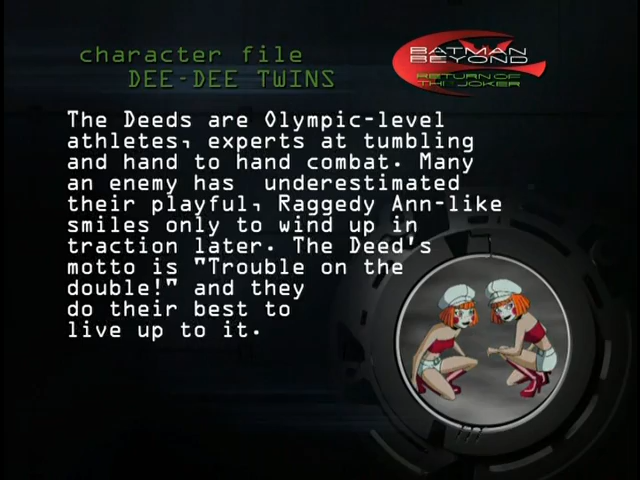 character file
DEE-DEE TWINS
BATMAN
BEYOND
RETURN OF
THE JOKER
The Deeds are Olympic-level
athletes, experts at tumbling
and hand to hand combat. Many
an enemy has underestimated
their playful, Raggedy Ann-like
smiles only to wind up in
traction later. The Deed's
motto is "Trouble on the
double!" and they
do their best to
live up to it.